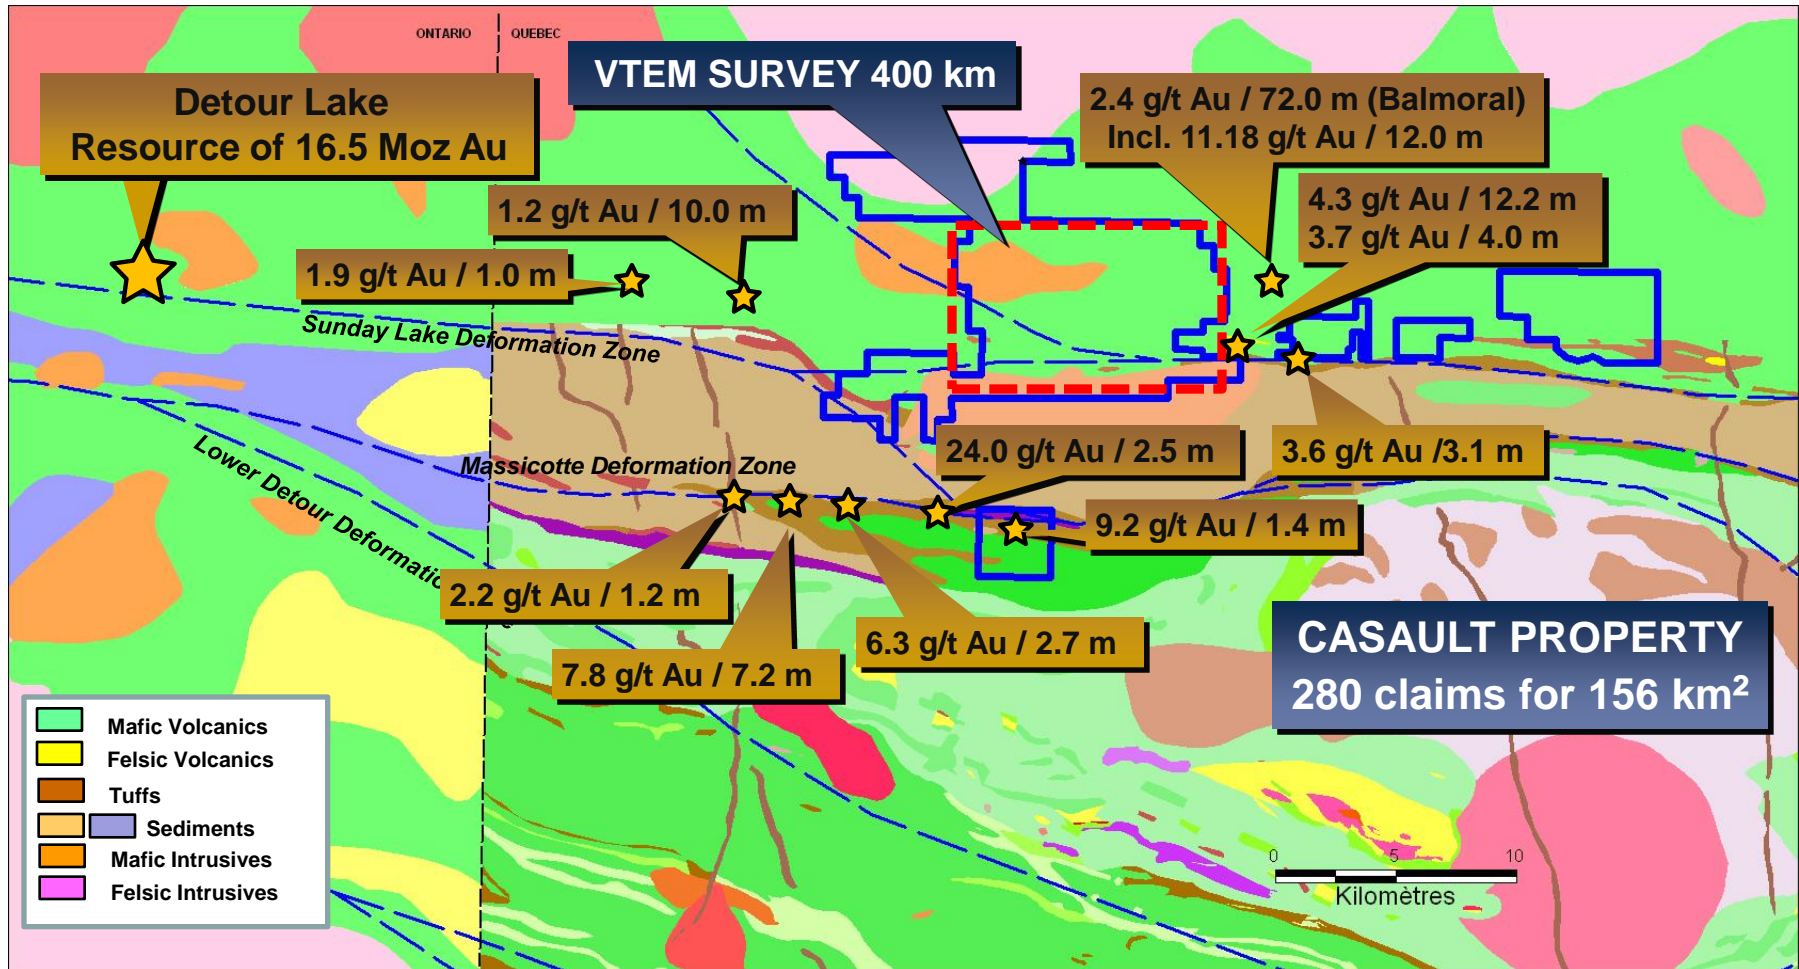 ONTARIO
QUEBEC
VTEM SURVEY 400 km
Detour Lake
Resource of 16.5 Moz Au
2.4 g/t Au / 72.0 m (Balmoral)
Incl. 11.18 g/t Au / 12.0 m
4.3 g/t Au / 12.2 m
3.7 g/t Au / 4.0 m
1.2 g/t Au / 10.0 m
1.9 g/t Au / 1.0 m
Sunday Lake Deformation Zone
Lower Detour Deformatio
Massicotte Deformation Zone
24.0 g/t Au / 2.5 m
3.6 g/t Au /3.1 m
9.2 g/t Au / 1.4 m
2.2 g/t Au / 1.2 m
6.3 g/t Au / 2.7 m
7.8 g/t Au / 7.2 m
CASAULT PROPERTY
280 claims for 156 km²
Mafic Volcanics
Felsic Volcanics
Tuffs
Sediments
Mafic Intrusives
Felsic Intrusives
0 5 10
Kilomètres